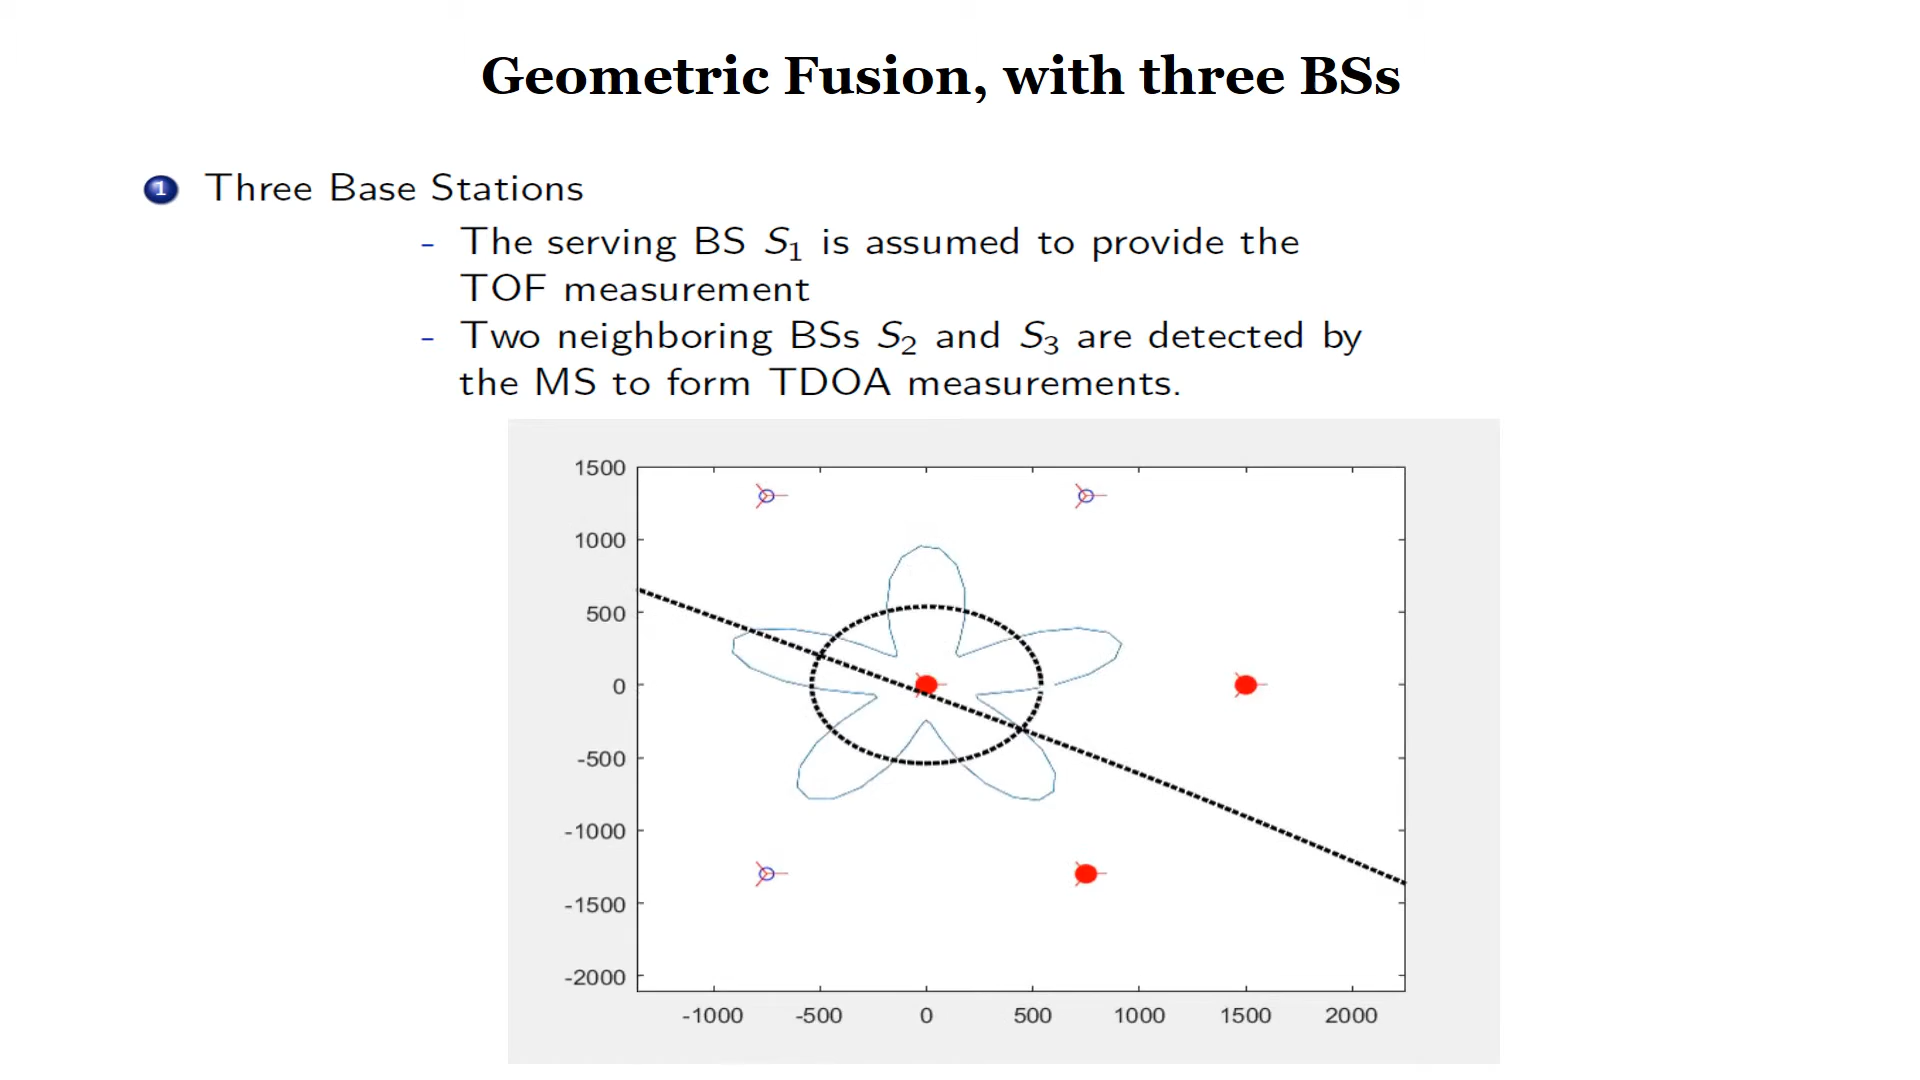 Geometric Fusion, with three BSs
1 Three Base Stations
- The serving BS S₁ is assumed to provide the
TOF measurement
- Two neighboring BSs S₂ and S₃ are detected by
the MS to form TDOA measurements.
1500
1000
500
0
-500
-1000
-1500
-2000
-1000 -500 0 500 1000 1500 2000